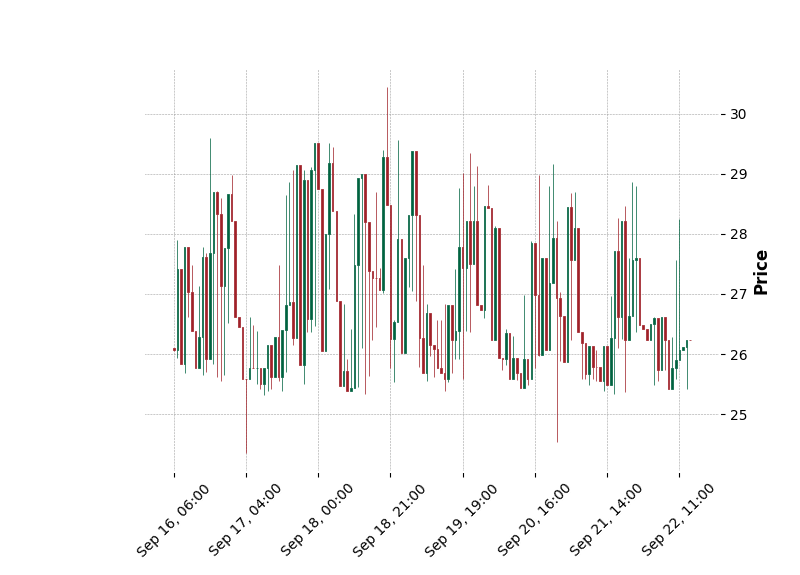 30
29
28
27
26
25
Price
Sep 16, 06:00
Sep 17, 04:00
Sep 18, 00:00
Sep 18, 21:00
Sep 19, 19:00
Sep 20, 16:00
Sep 21, 14:00
Sep 22, 11:00